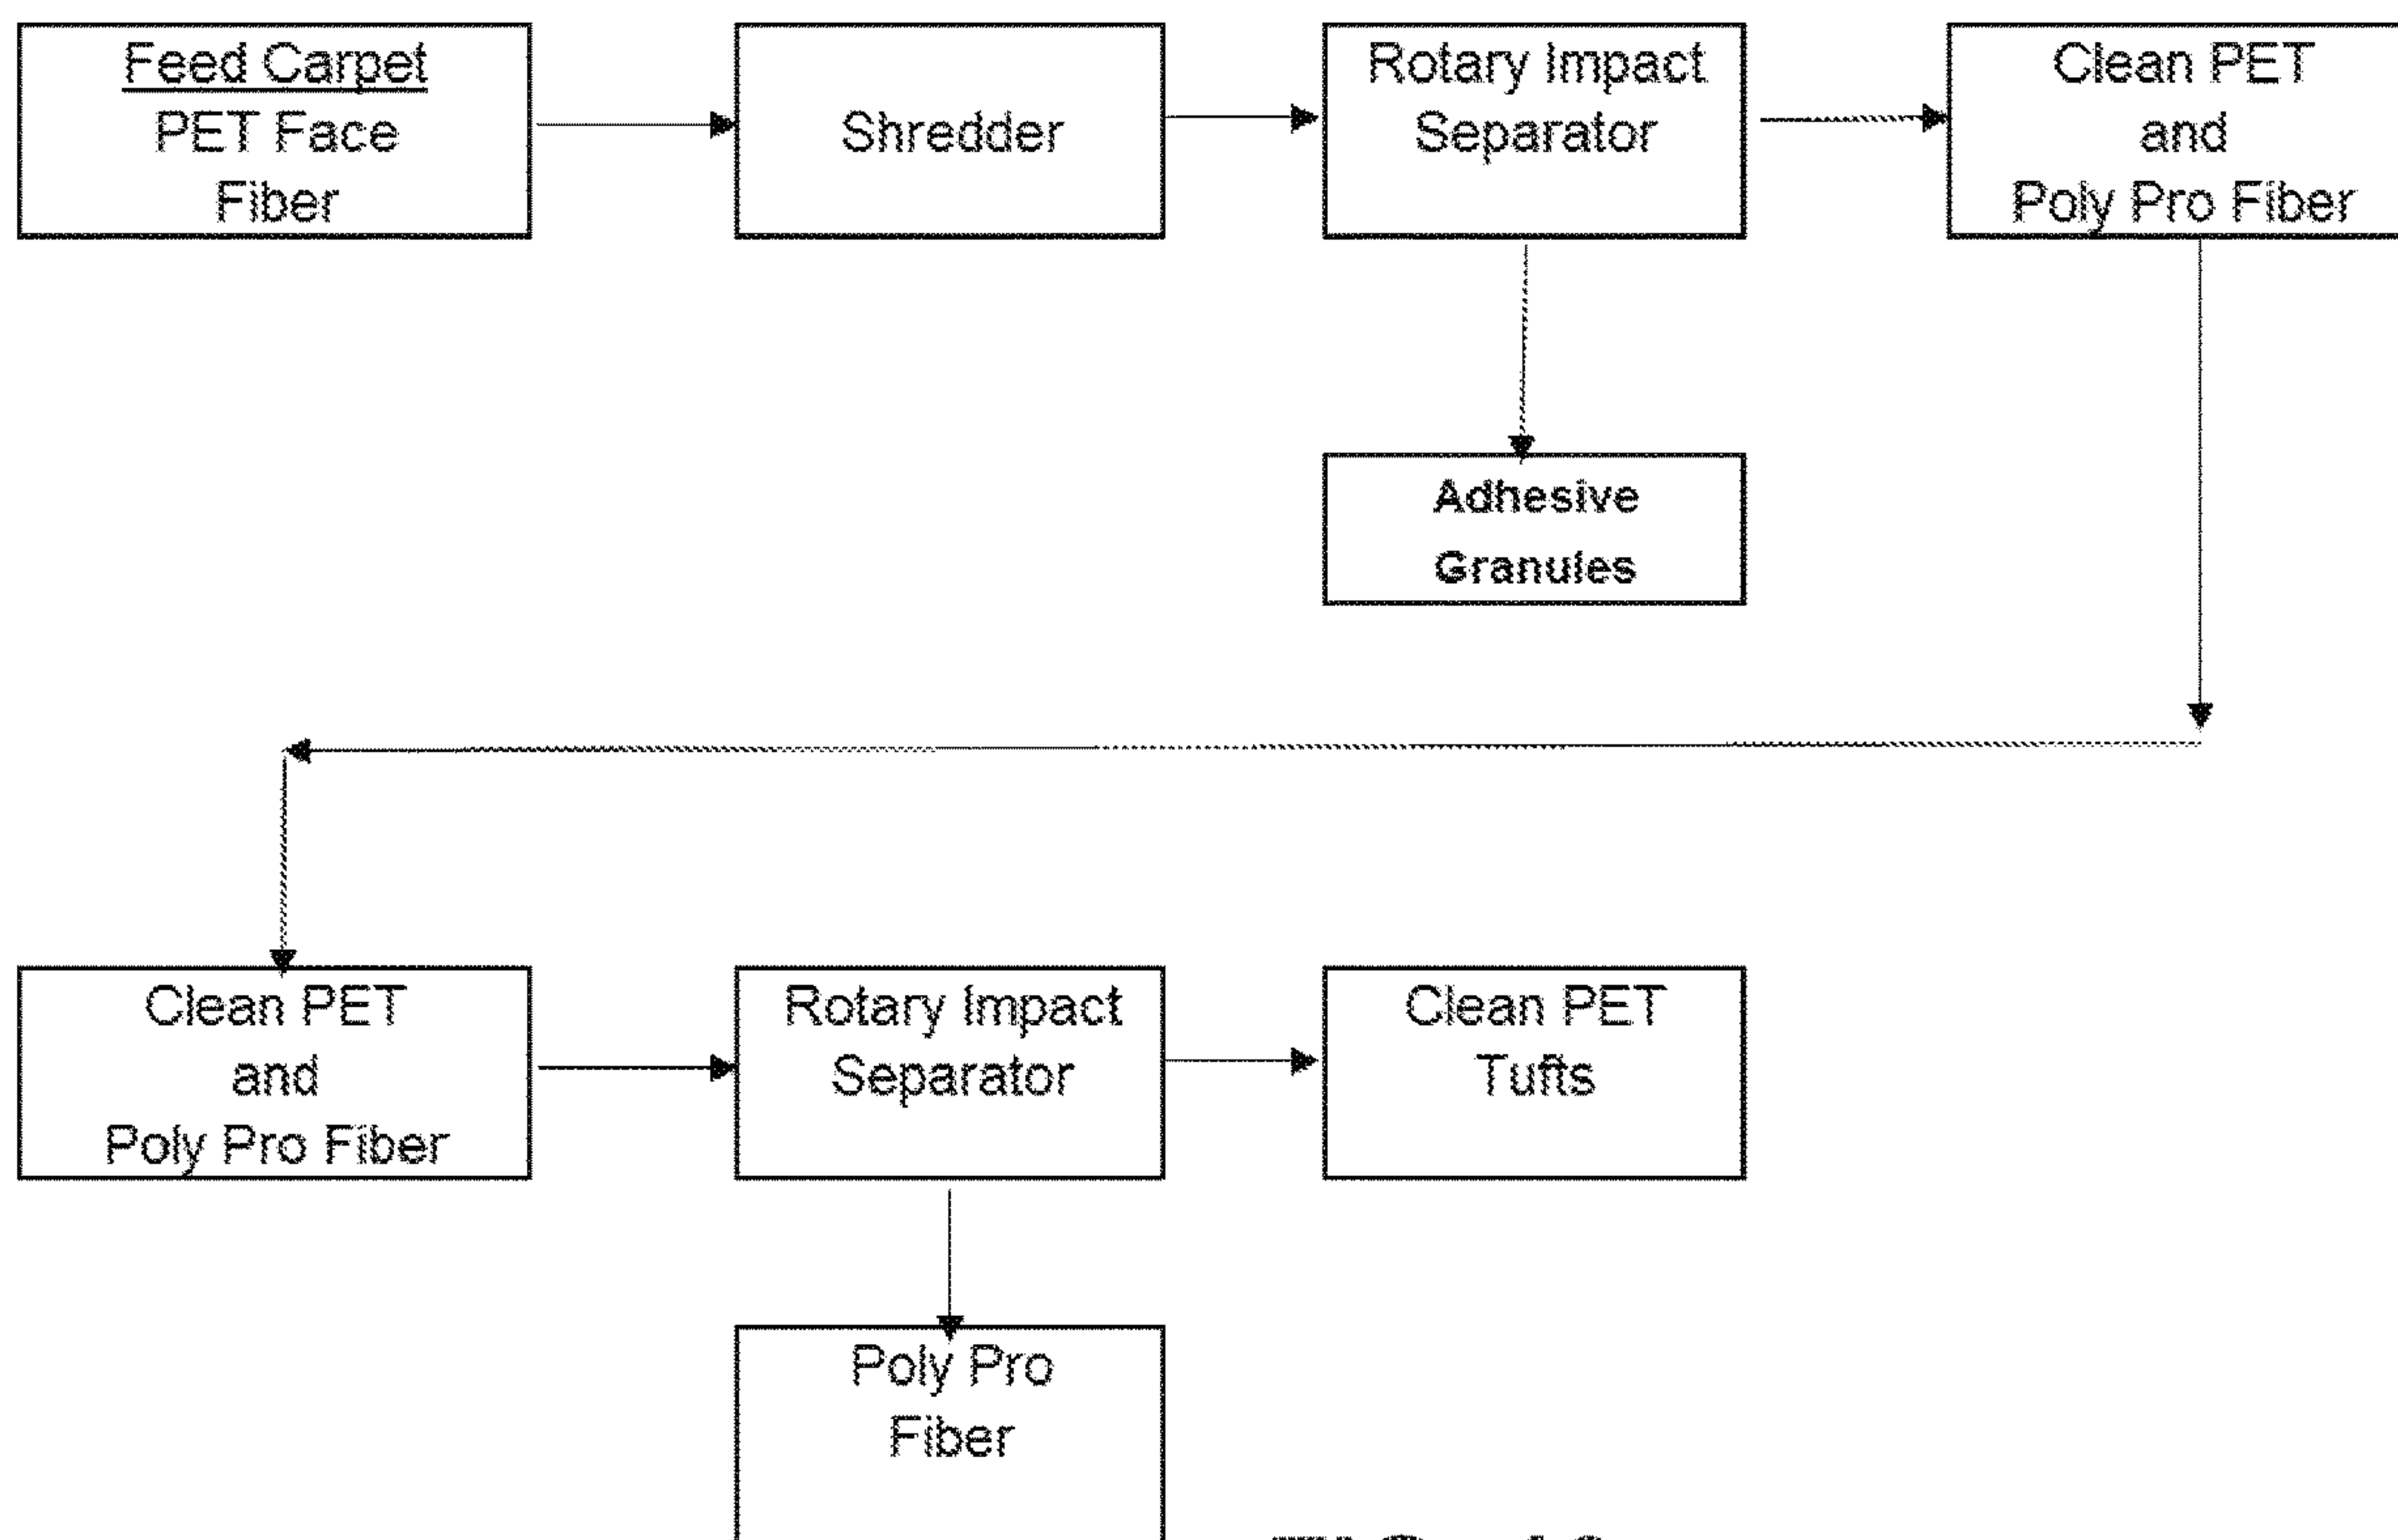 Feed Carpet
PET Face
Fiber
Shredder
Rotary Impact
Separator
Clean PET
and
Poly Pro Fiber
Adhesive
Granules
Clean PET
and
Poly Pro Fiber
Rotary Impact
Separator
Clean PET
Tufts
Poly Pro
Fiber